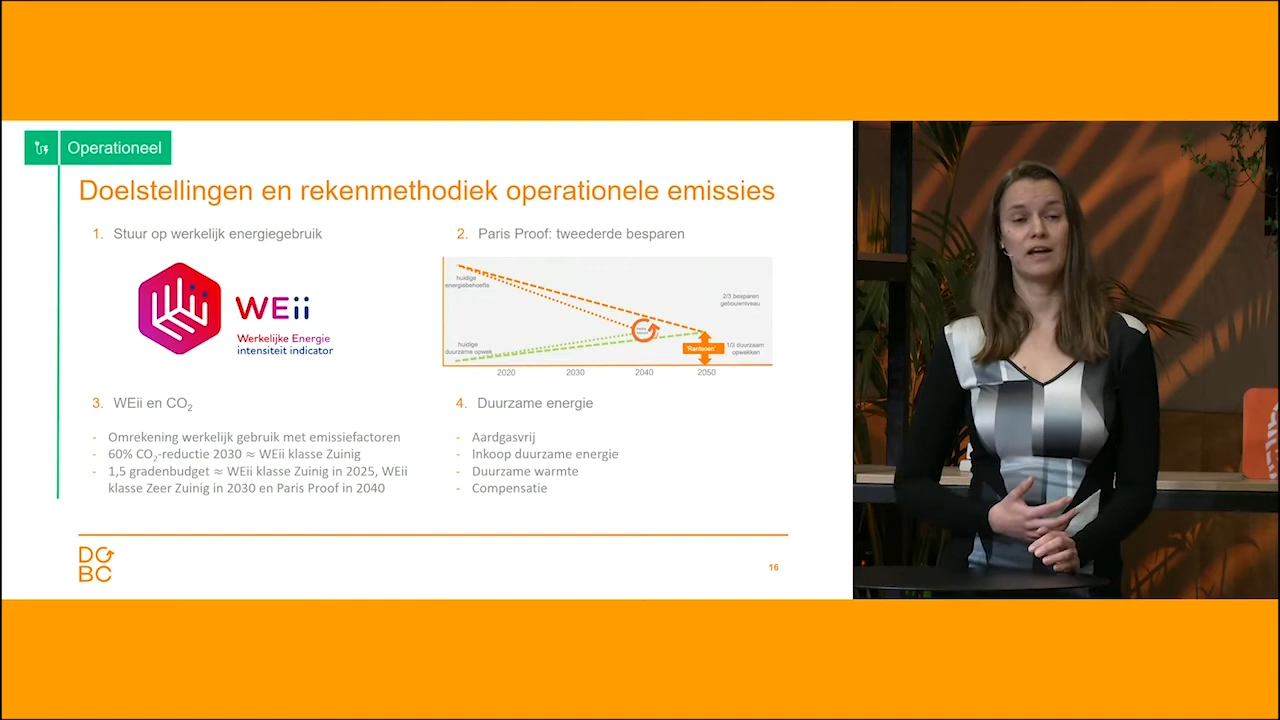 Operationeel
Doelstellingen en rekenmethodiek operationele emissies
1. Stuur op werkelijk energiegebruik
WEii
Werkelijke Energie
intensiteit indicator
2. Paris Proof: tweederde besparen
huidige
energiebehoefte
2/3 besparen
gebouwniveau
huidige
duurzame opwek
'Rantsoen'
1/3 duurzaam
opwekken
2020 2030 2040 2050
3. WEii en CO₂
- Omrekening werkelijk gebruik met emissiefactoren
- 60% CO₂-reductie 2030 ≈ WEii klasse Zuinig
- 1,5 gradenbudget ≈ WEii klasse Zuinig in 2025, WEii
klasse Zeer Zuinig in 2030 en Paris Proof in 2040
4. Duurzame energie
- Aardgasvrij
- Inkoop duurzame energie
- Duurzame warmte
- Compensatie
DG
BC
16